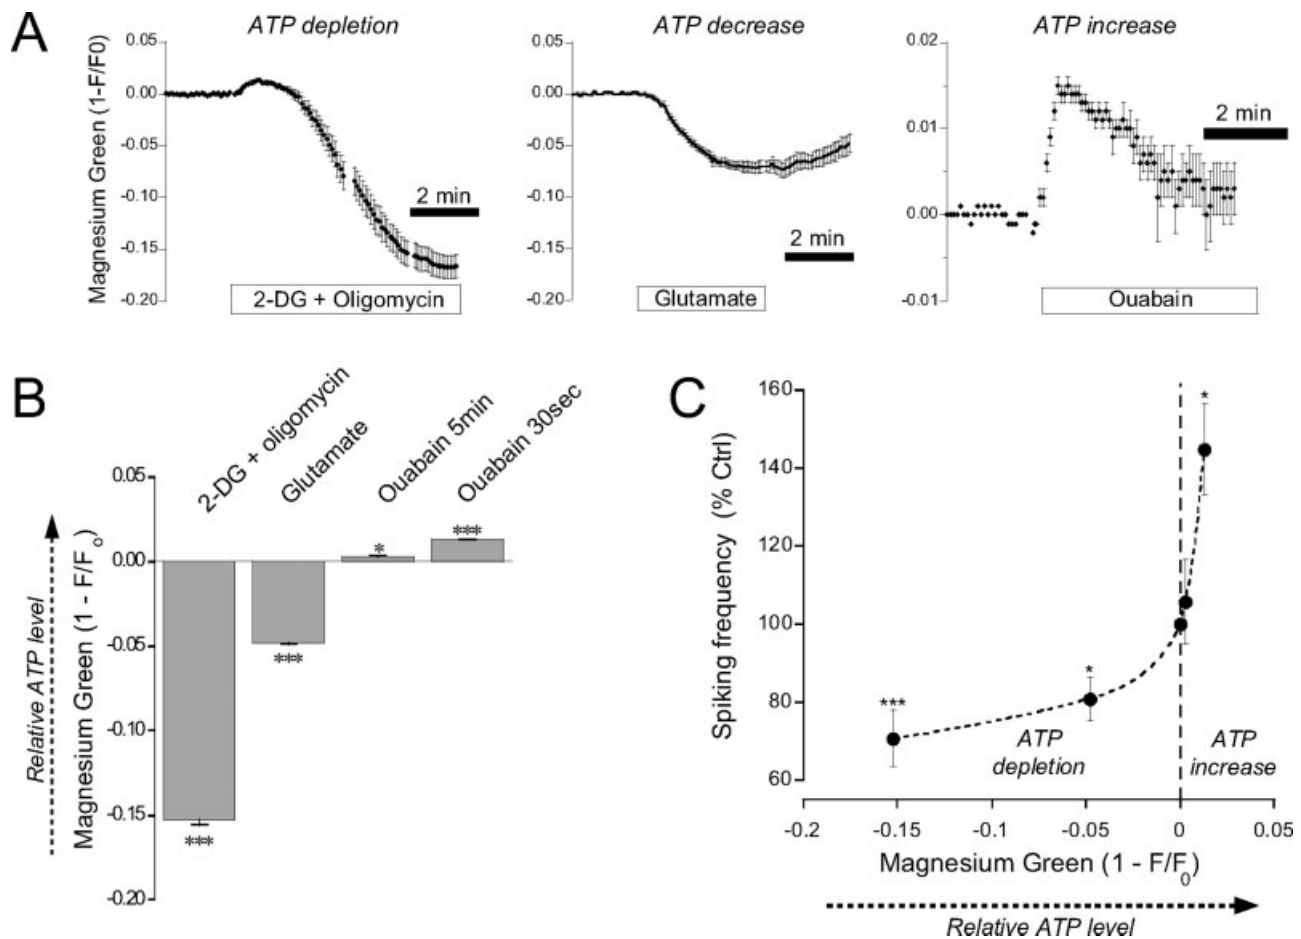 A
ATP depletion
ATP decrease
ATP increase
Magnesium Green (1-F/F0)
0.05
0.00
-0.05
-0.10
-0.15
-0.20
2 min
2-DG + Oligomycin
0.05
0.00
-0.05
-0.10
-0.15
-0.20
2 min
Glutamate
0.02
0.01
0.00
-0.01
2 min
Ouabain
B
2-DG + oligomycin
Glutamate
Ouabain 5min
Ouabain 30sec
Relative ATP level
Magnesium Green (1 - F/Fo)
0.05
0.00
-0.05
-0.10
-0.15
-0.20
***
***
*
***
C
Spiking frequency (% Ctrl)
160
140
120
100
80
60
***
*
*
ATP
depletion
ATP
increase
-0.2
-0.15
-0.1
-0.05
0
0.05
Magnesium Green (1 - F/F0)
Relative ATP level